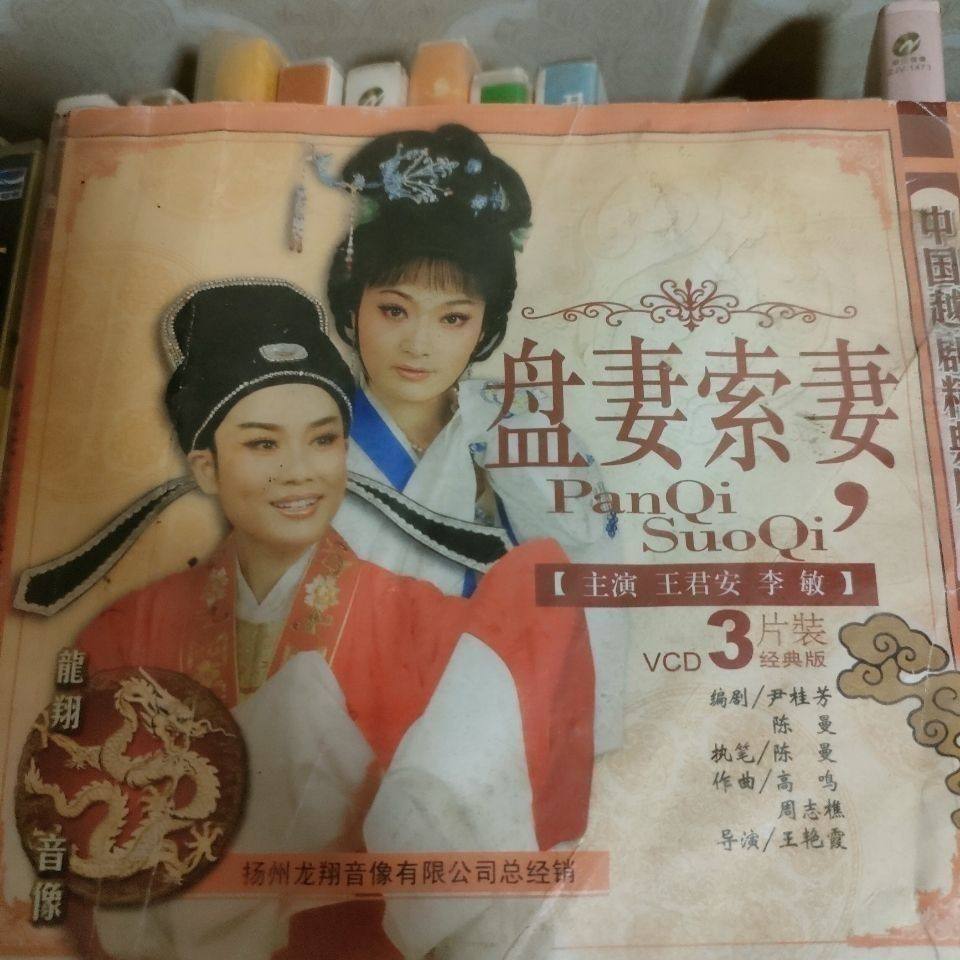 盘妻索妻
PanQi
SuoQi
【 主演 王君安 李敏 】
VCD 3片装
经典版
编剧/尹桂芳
陈曼
执笔/陈曼
作曲/高鸣
周志樵
导演/王艳霞
龍翔
音像
扬州龙翔音像有限公司总经销
中国越剧精典